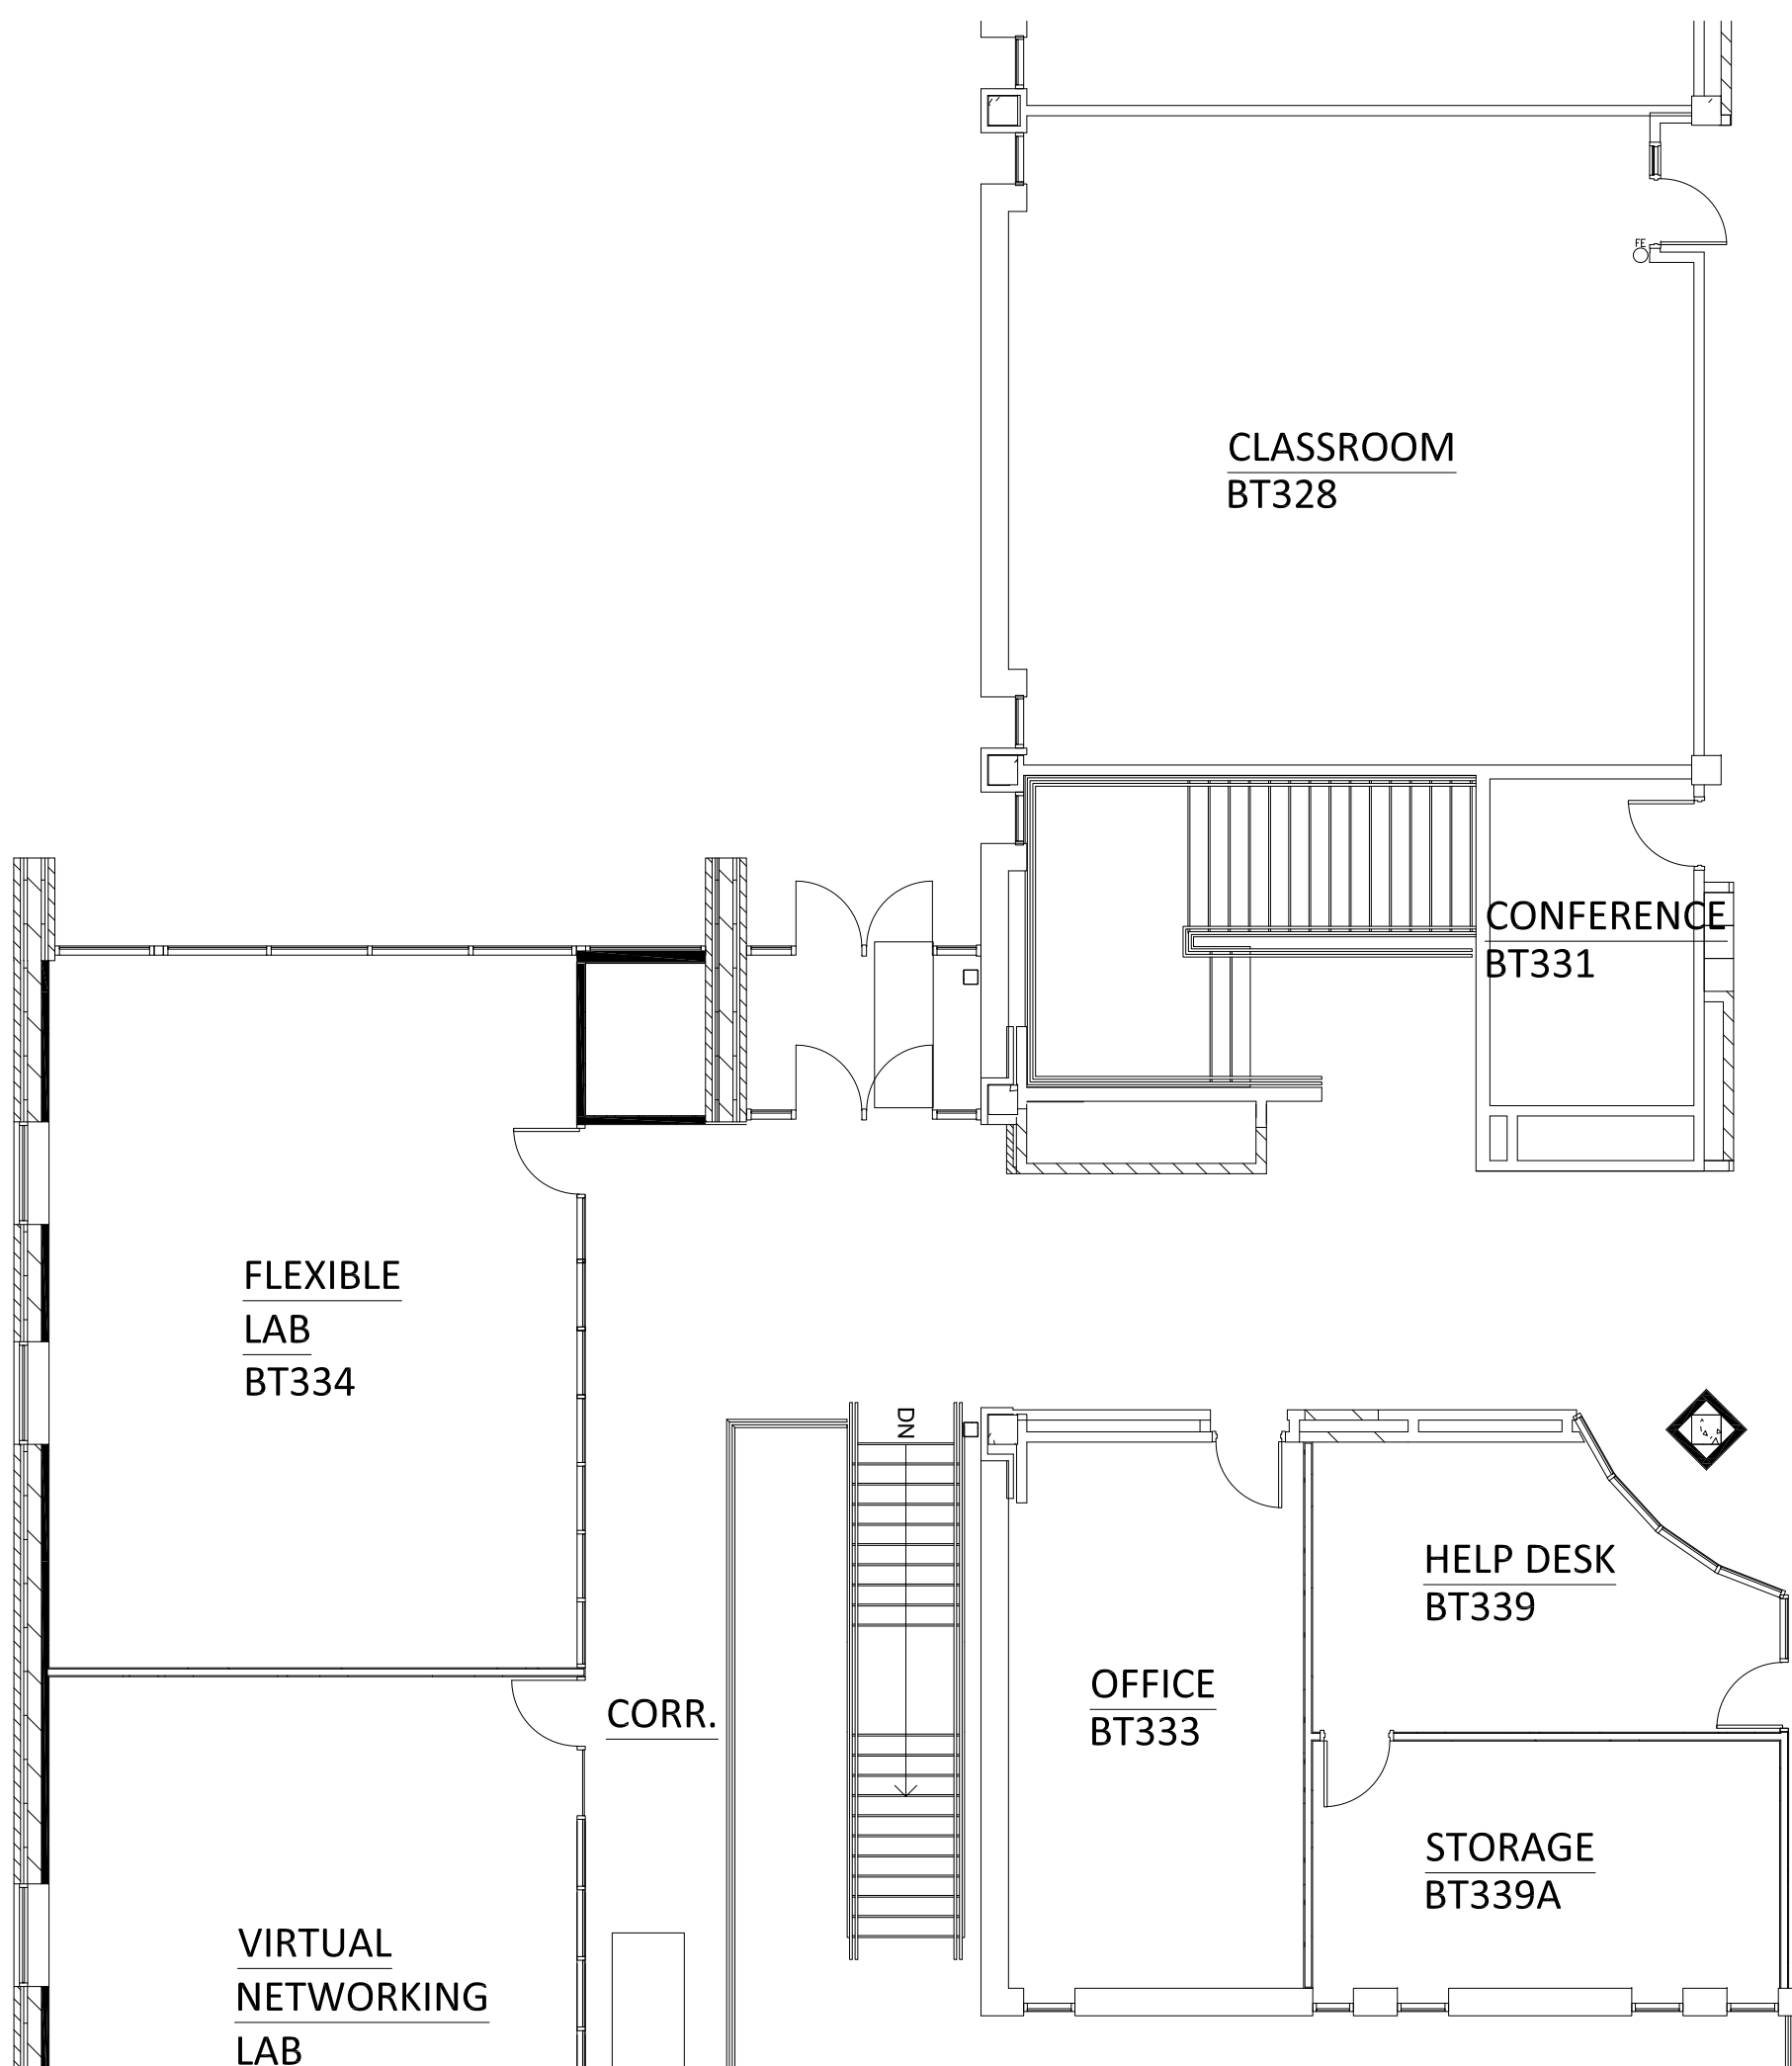 FE
CLASSROOM
BT328
CONFERENCE
BT331
FLEXIBLE
LAB
BT334
DN
HELP DESK
BT339
OFFICE
BT333
CORR.
STORAGE
BT339A
VIRTUAL
NETWORKING
LAB